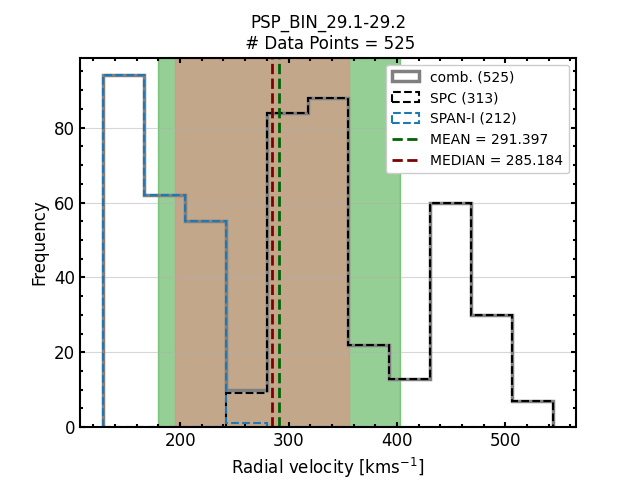 PSP_BIN_29.1-29.2
# Data Points = 525
comb. (525)
SPC (313)
SPAN-I (212)
MEAN = 291.397
MEDIAN = 285.184
Frequency
80
60
40
20
0
200 300 400 500
Radial velocity [kms⁻¹]